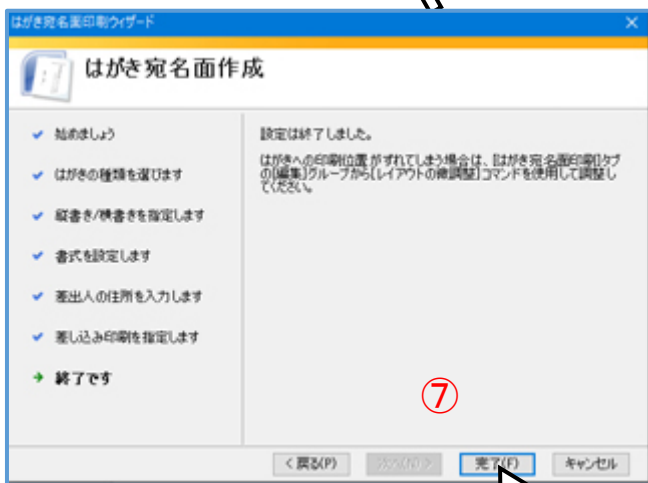 はがき宛名面印刷ウィザード
はがき宛名面作成
始めましょう
はがきの種類を選びます
縦書き/横書きを指定します
書式を設定します
差出人の住所を入力します
差し込み印刷を指定します
終了です
設定は終了しました。
はがきへの印刷位置がずれてしまう場合は、[はがき宛名面印刷]タブ
の[編集]グループから[レイアウトの微調整]コマンドを使用して調整し
てください。
⑦
< 戻る(P)
次へ(N) >
完了(F)
キャンセル